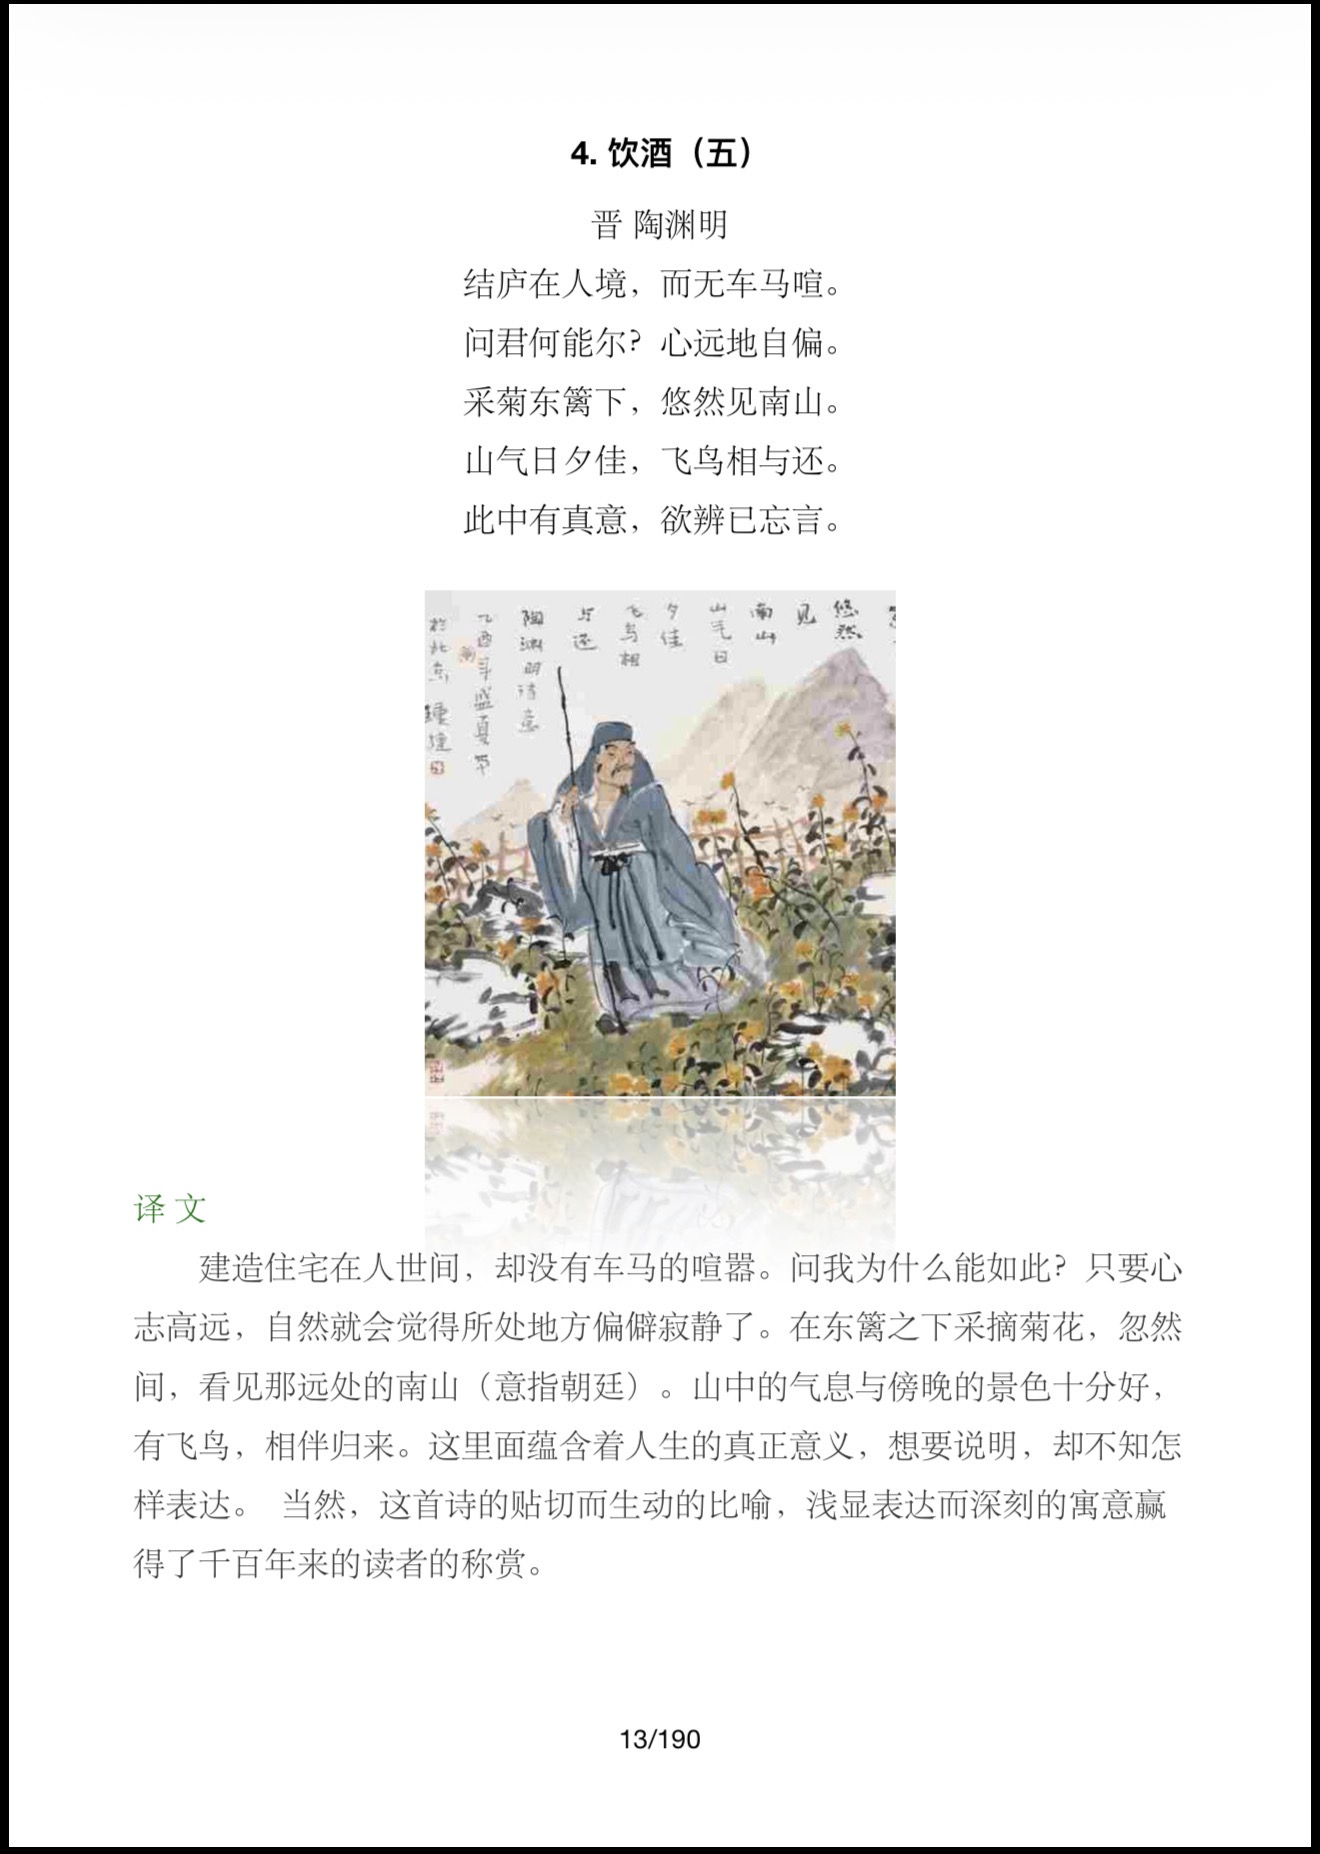 4. 饮酒（五）
晋 陶渊明
结庐在人境，而无车马喧。
问君何能尔？心远地自偏。
采菊东篱下，悠然见南山。
山气日夕佳，飞鸟相与还。
此中有真意，欲辨已忘言。
悠然
见
南山
山气日
夕佳
飞鸟相
与还
陶渊明诗意
乙酉年盛夏
于北京
译 文
建造住宅在人世间，却没有车马的喧嚣。问我为什么能如此？只要心
志高远，自然就会觉得所处地方偏僻寂静了。在东篱之下采摘菊花，忽然
间，看见那远处的南山（意指朝廷）。山中的气息与傍晚的景色十分好，
有飞鸟，相伴归来。这里面蕴含着人生的真正意义，想要说明，却不知怎
样表达。 当然，这首诗的贴切而生动的比喻，浅显表达而深刻的寓意赢
得了千百年来的读者的称赏。
13/190